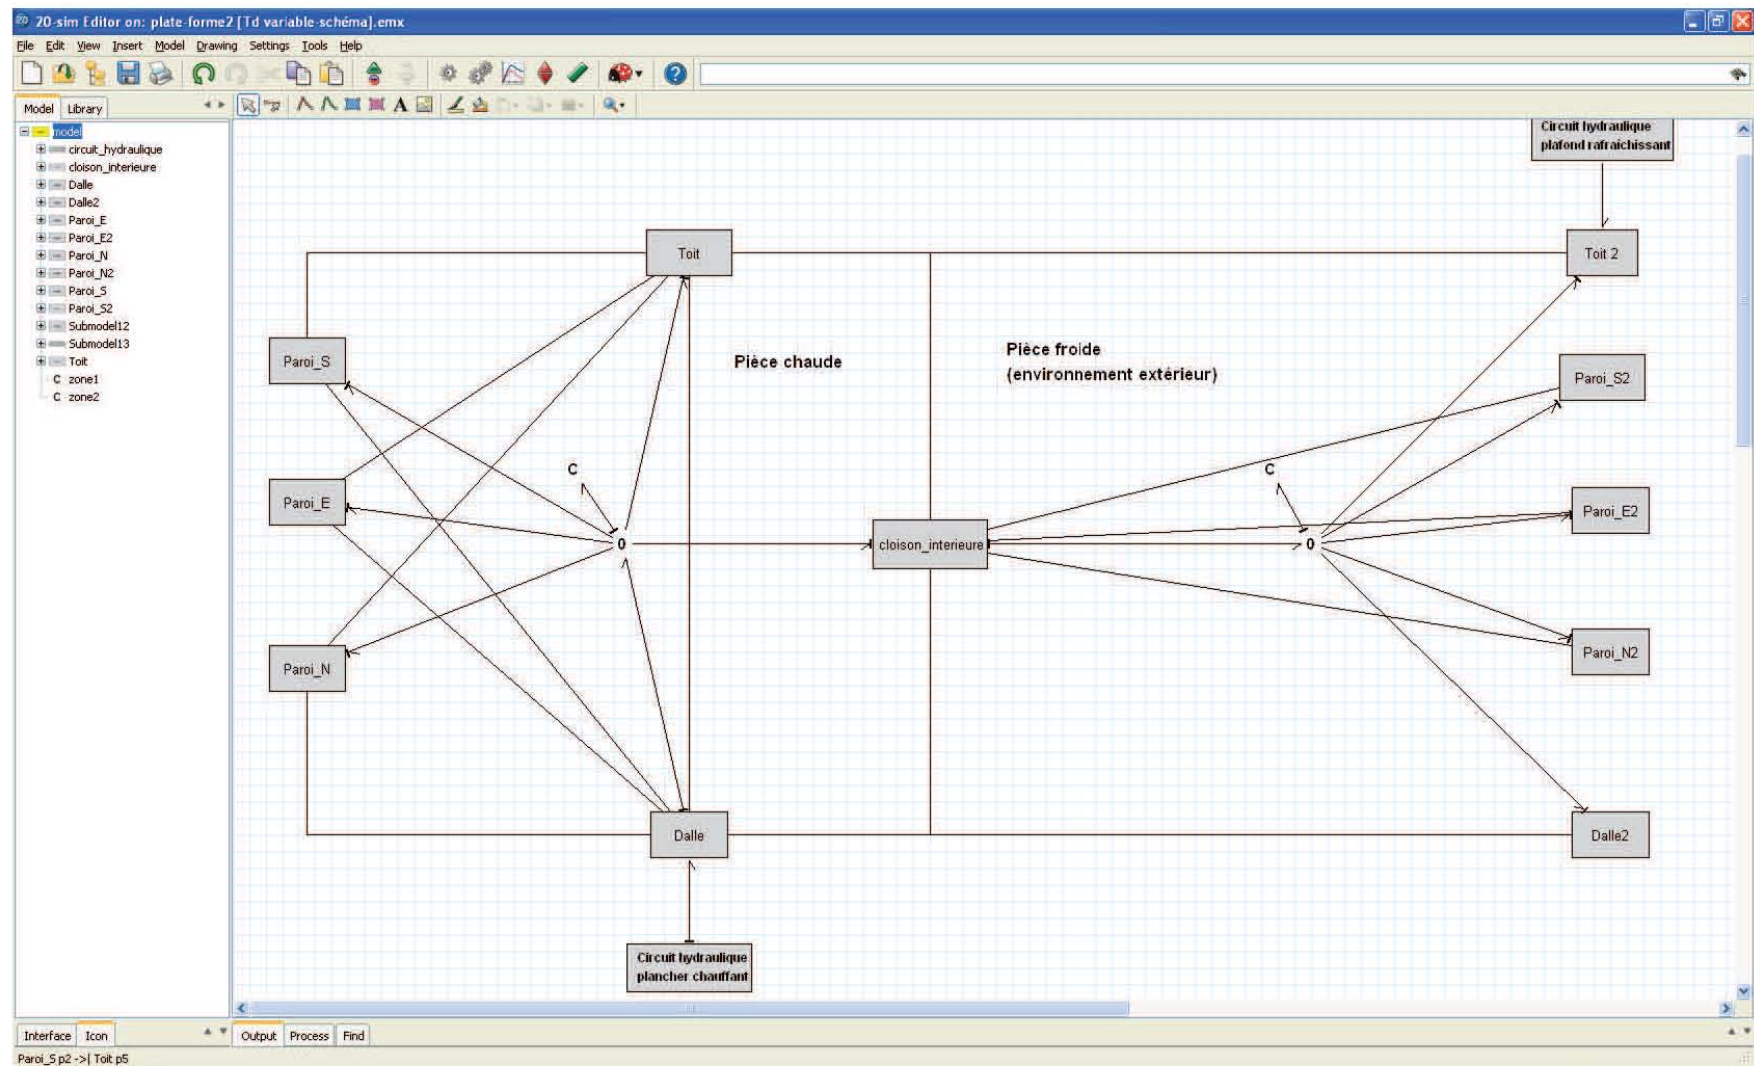 20-sim Editor on: plate-forme2 [Td variable-schéma].emx
File Edit View Insert Model Drawing Settings Tools Help
Model Library
model
circuit_hydraulique
cloison_interieure
Dalle
Dalle2
Paroi_E
Paroi_E2
Paroi_N
Paroi_N2
Paroi_S
Paroi_S2
Submodel12
Submodel13
Toit
C zone1
C zone2
Circuit hydraulique
plafond rafraichissant
Toit
Toit 2
Paroi_S
Pièce chaude
Pièce froide
(environnement extérieur)
Paroi_S2
C
C
Paroi_E
Paroi_E2
0
cloison_interieure
0
Paroi_N
Paroi_N2
Dalle
Dalle2
Circuit hydraulique
plancher chauffant
Interface Icon
Output Process Find
Paroi_S p2 ->| Toit p5